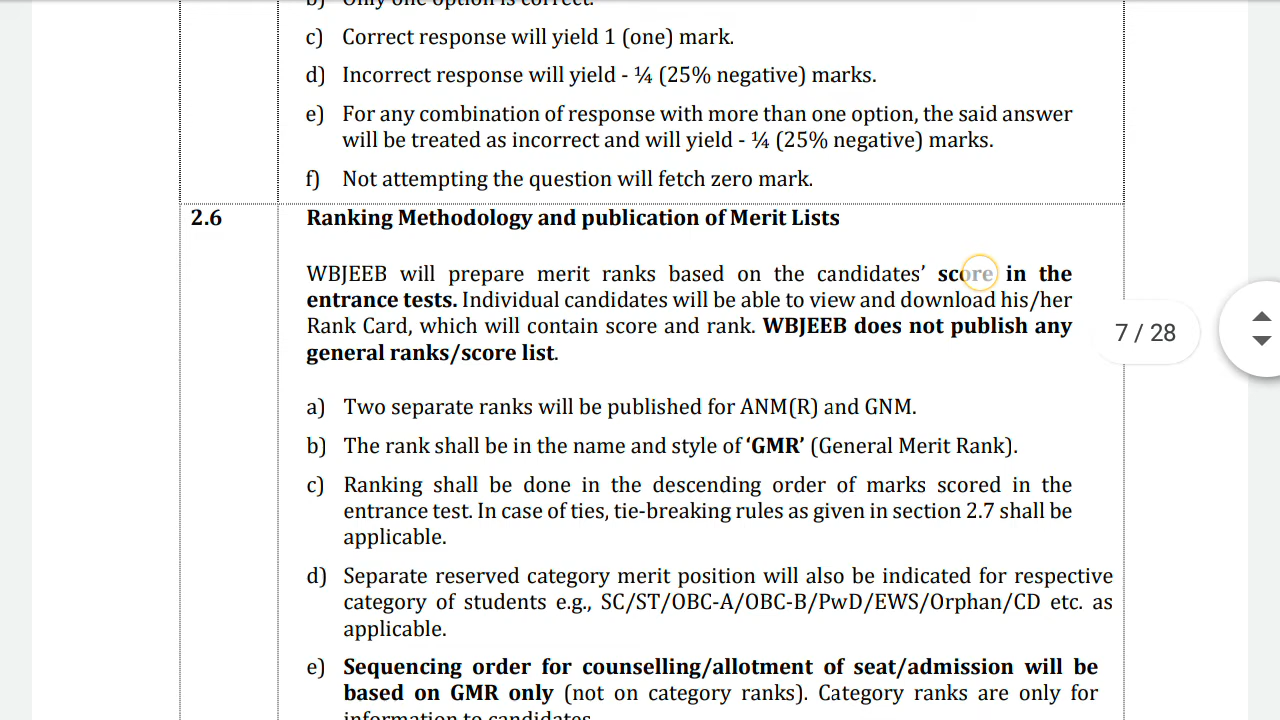 b) Only one option is correct.
c) Correct response will yield 1 (one) mark.
d) Incorrect response will yield - ¼ (25% negative) marks.
e) For any combination of response with more than one option, the said answer
will be treated as incorrect and will yield - ¼ (25% negative) marks.
f) Not attempting the question will fetch zero mark.
2.6 Ranking Methodology and publication of Merit Lists
WBJEEB will prepare merit ranks based on the candidates’ score in the
entrance tests. Individual candidates will be able to view and download his/her
Rank Card, which will contain score and rank. WBJEEB does not publish any
general ranks/score list.
7 / 28
a) Two separate ranks will be published for ANM(R) and GNM.
b) The rank shall be in the name and style of ‘GMR’ (General Merit Rank).
c) Ranking shall be done in the descending order of marks scored in the
entrance test. In case of ties, tie-breaking rules as given in section 2.7 shall be
applicable.
d) Separate reserved category merit position will also be indicated for respective
category of students e.g., SC/ST/OBC-A/OBC-B/PwD/EWS/Orphan/CD etc. as
applicable.
e) Sequencing order for counselling/allotment of seat/admission will be
based on GMR only (not on category ranks). Category ranks are only for
information to candidates.